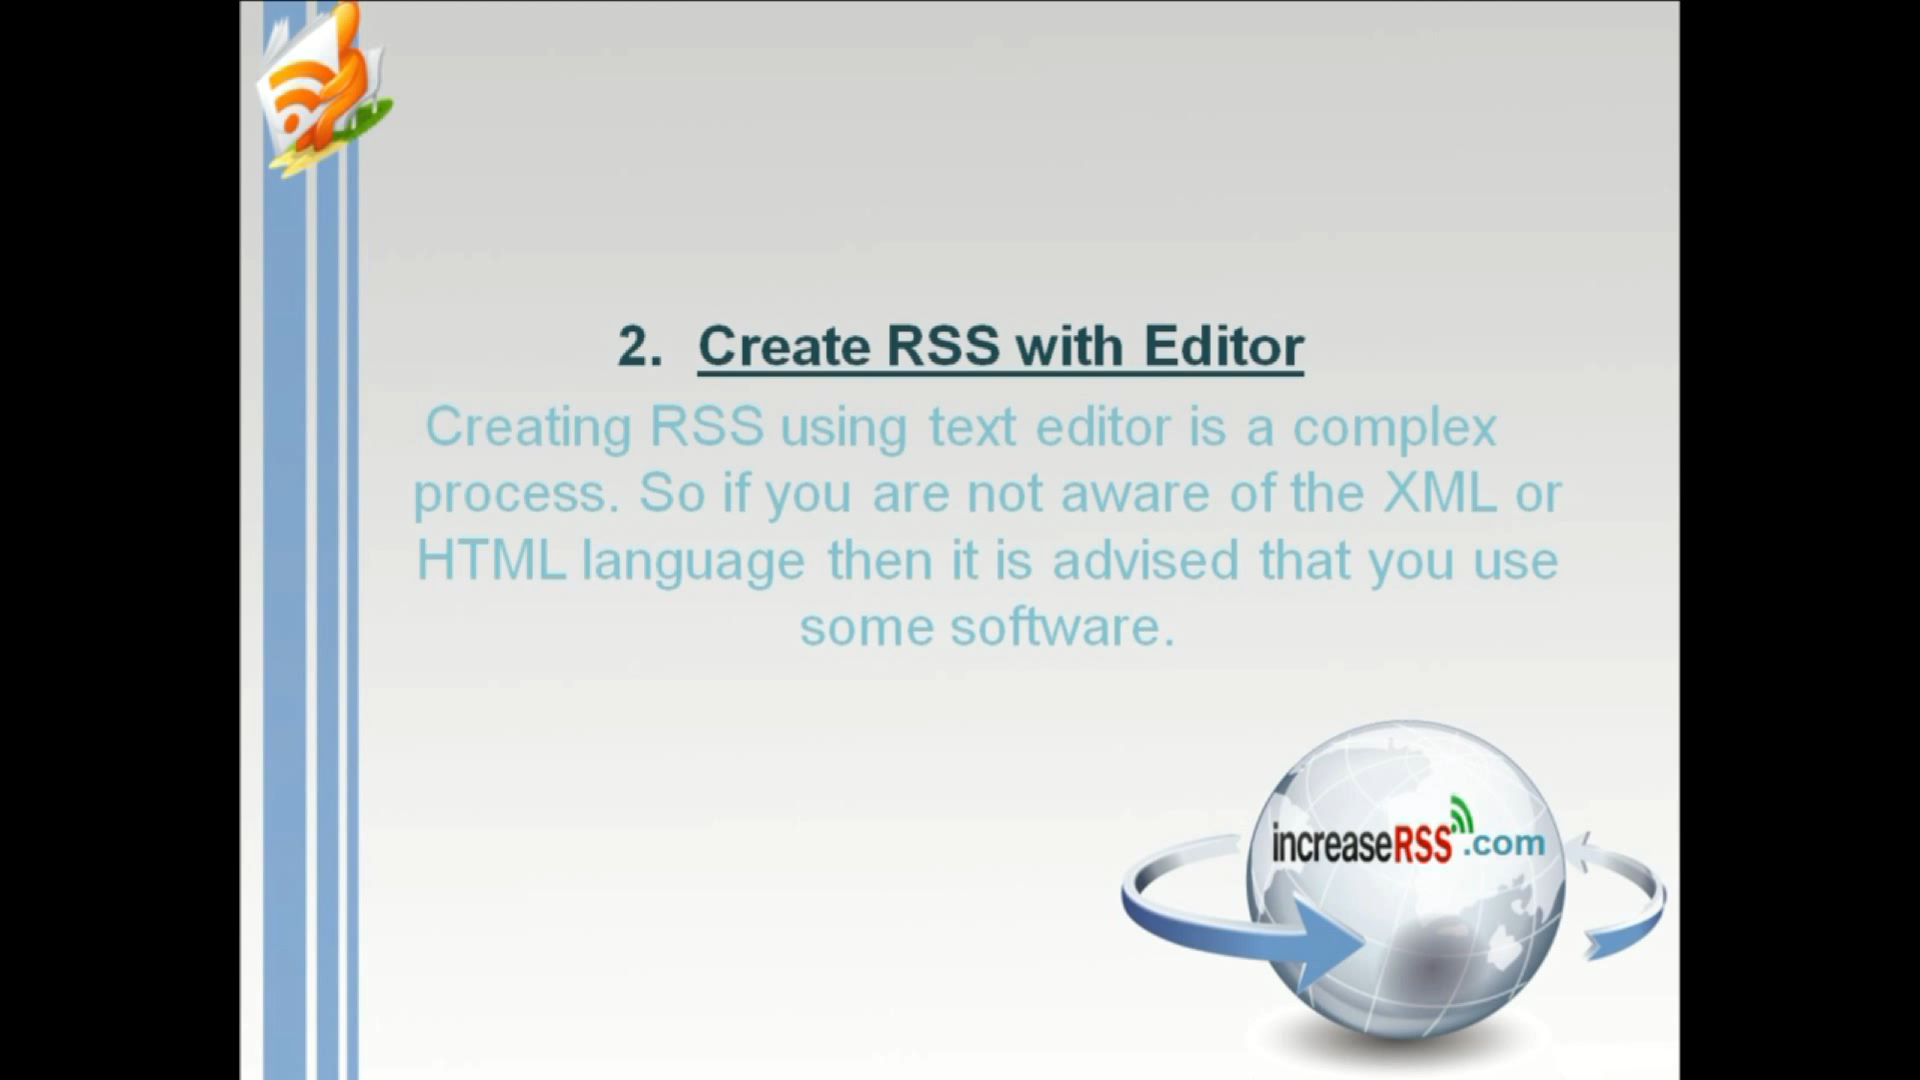 2. Create RSS with Editor
Creating RSS using text editor is a complex
process. So if you are not aware of the XML or
HTML language then it is advised that you use
some software.
increaseRSS.com